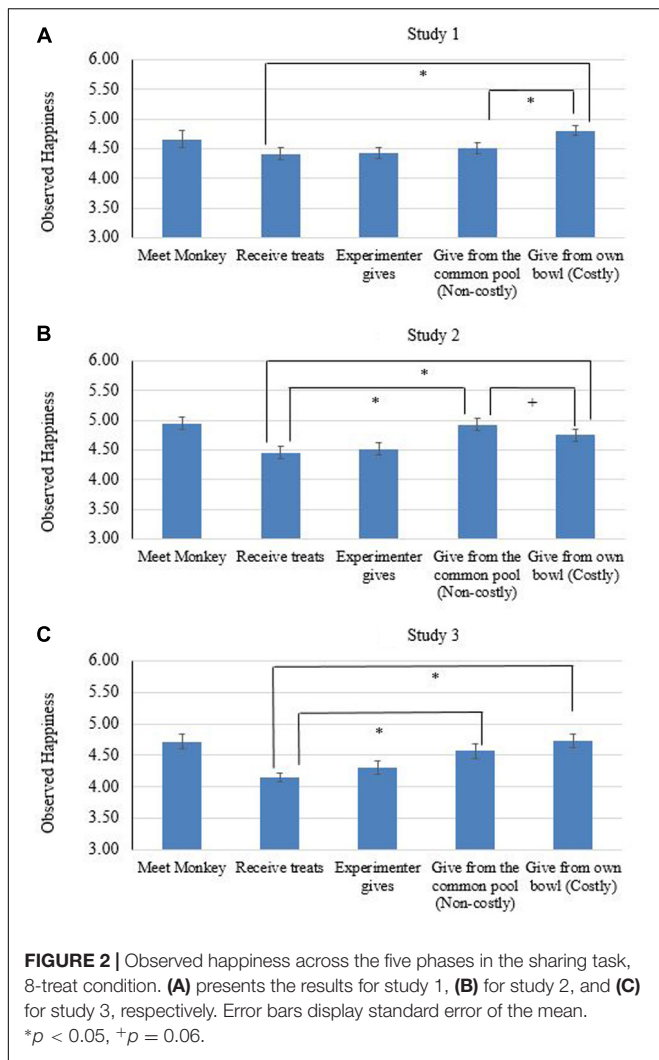 A
Study 1
Observed Happiness
6.00
5.50
5.00
4.50
4.00
3.50
3.00
*
*
Meet Monkey Receive treats Experimenter gives Give from the common pool (Non-costly) Give from own bowl (Costly)
B
Study 2
Observed Happiness
6.00
5.50
5.00
4.50
4.00
3.50
3.00
*
*
+
Meet Monkey Receive treats Experimenter gives Give from the common pool (Non-costly) Give from own bowl (Costly)
C
Study 3
Observed Happiness
6.00
5.50
5.00
4.50
4.00
3.50
3.00
*
*
Meet Monkey Receive treats Experimenter gives Give from the common pool (Non-costly) Give from own bowl (Costly)
FIGURE 2 | Observed happiness across the five phases in the sharing task,
8-treat condition. (A) presents the results for study 1, (B) for study 2, and (C)
for study 3, respectively. Error bars display standard error of the mean.
*p < 0.05, +p = 0.06.